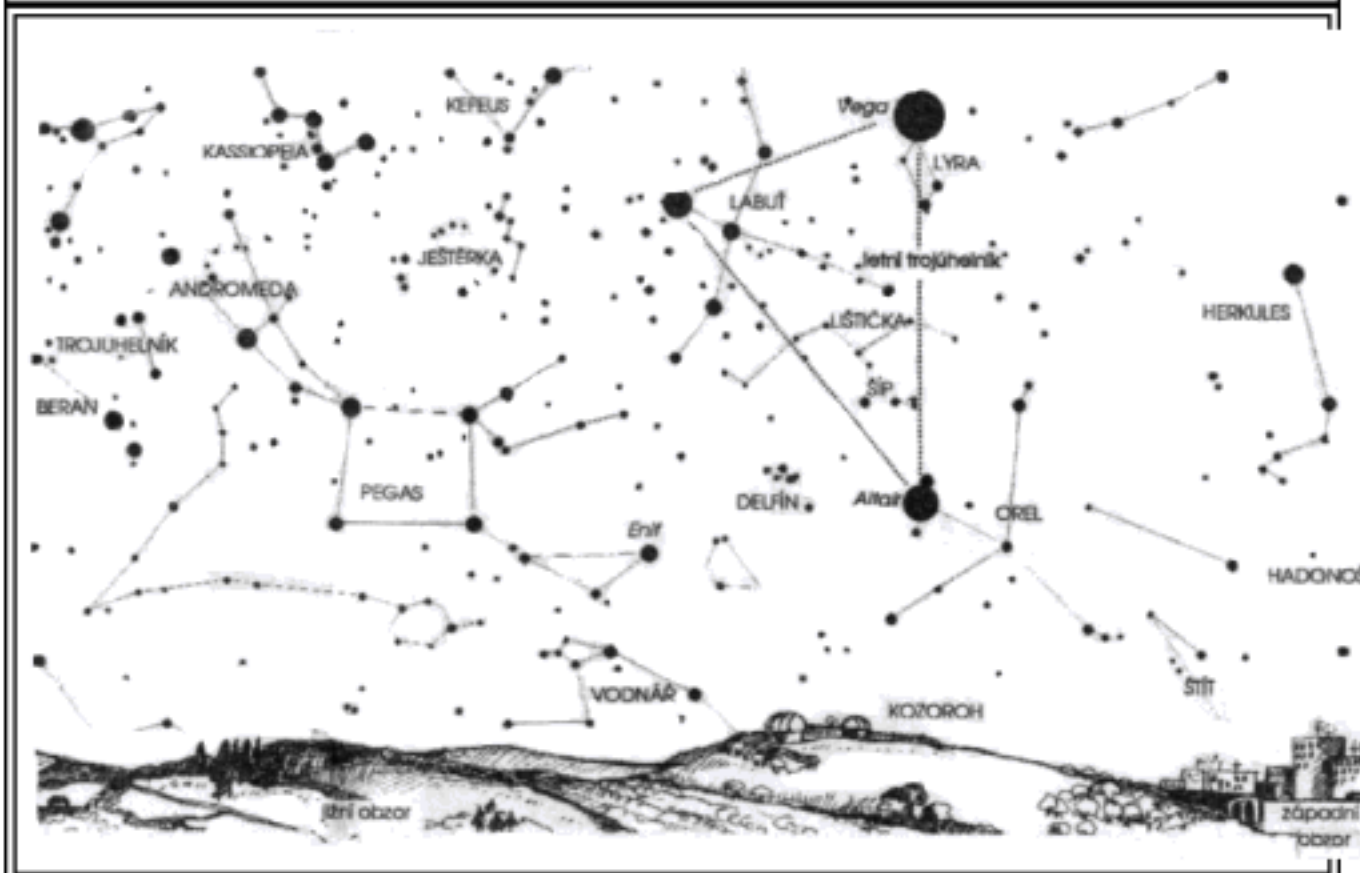 KEFEUS
Vega
KASSIOPEJA
LYRA
LABUŤ
JEŠTĚRKA
letní trojúhelník
ANDROMEDA
HERKULES
LIŠTIČKA
TROJÚHELNÍK
ŠÍP
BERAN
PEGAS
DELFÍN
Altair
OREL
Enif
HADONOŠ
VODNÁŘ
ŠTÍT
KOZOROH
jižní obzor
západní
obzor